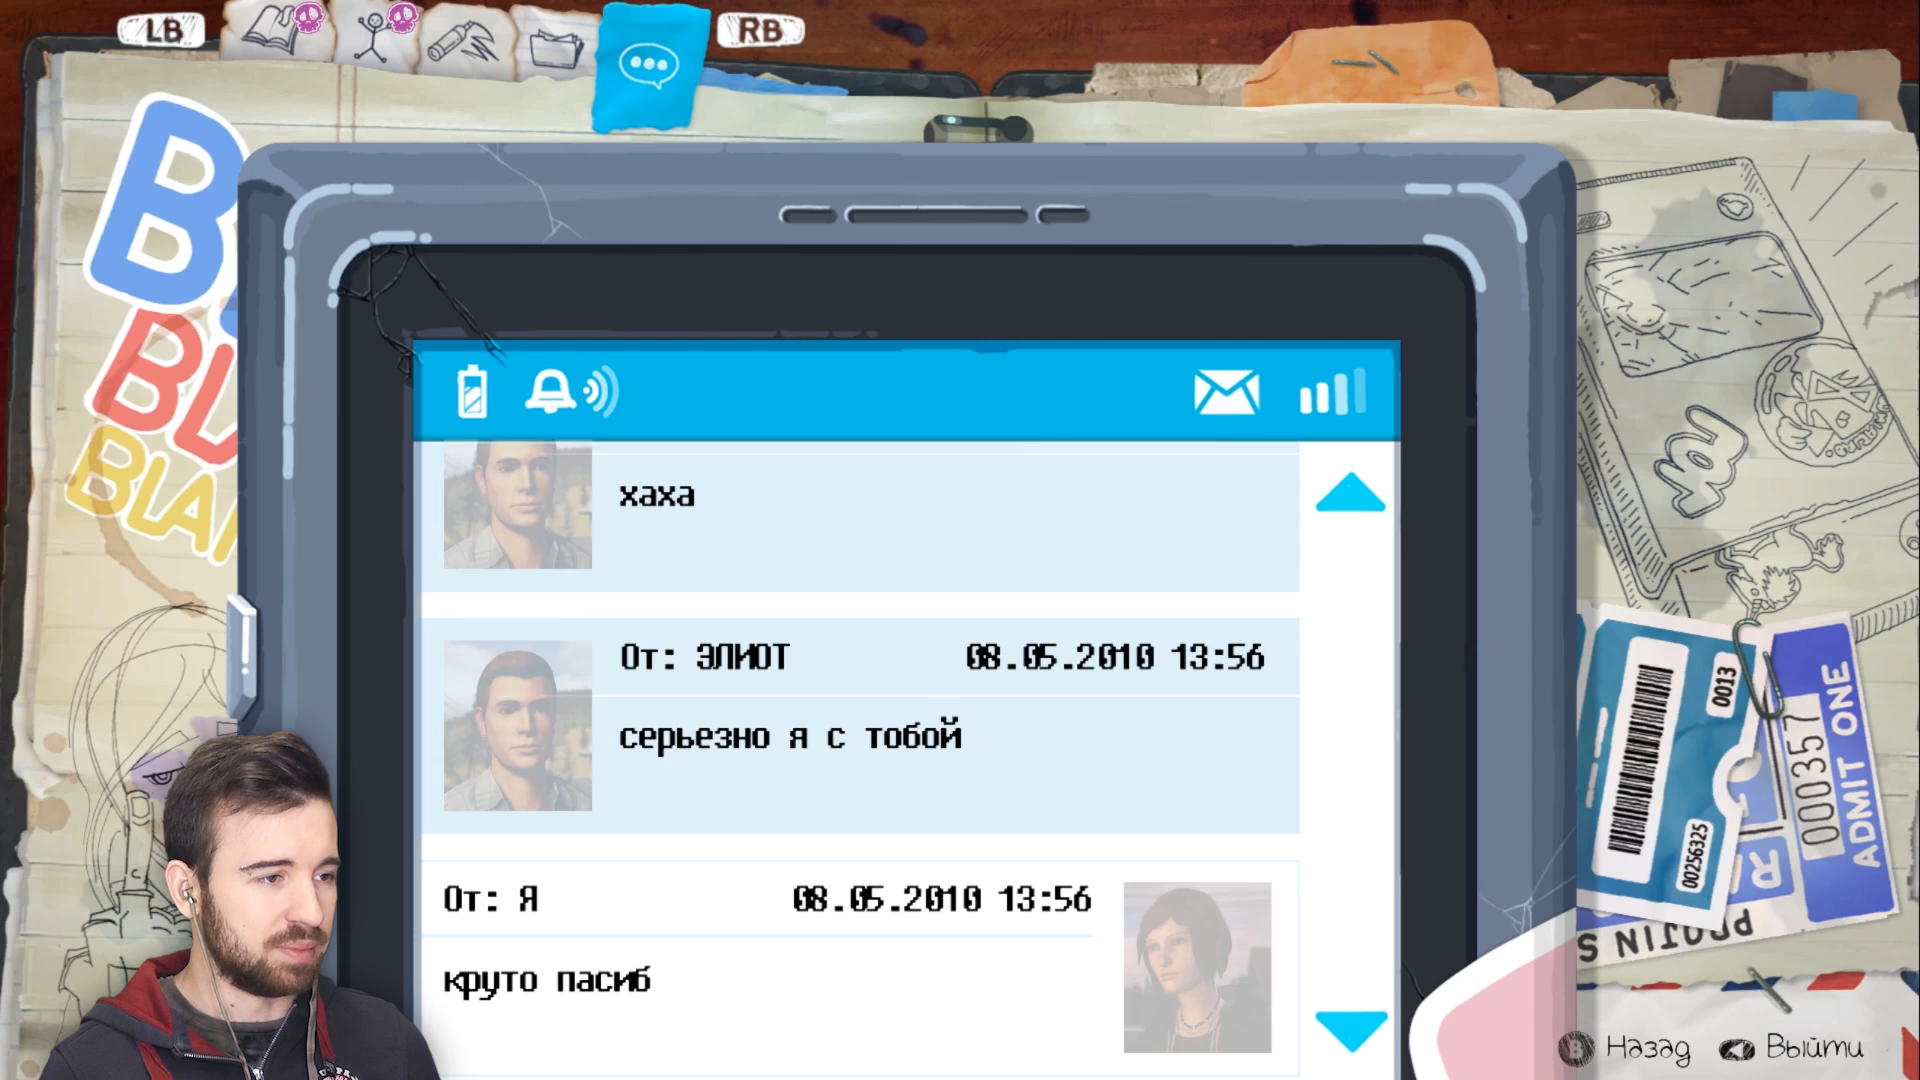 LB
RB
хаха
От: ЭЛИОТ 08.05.2010 13:56
серьезно я с тобой
От: Я 08.05.2010 13:56
круто пасиб
0013
00256325
000357
ADMIT ONE
Назад
Выйти